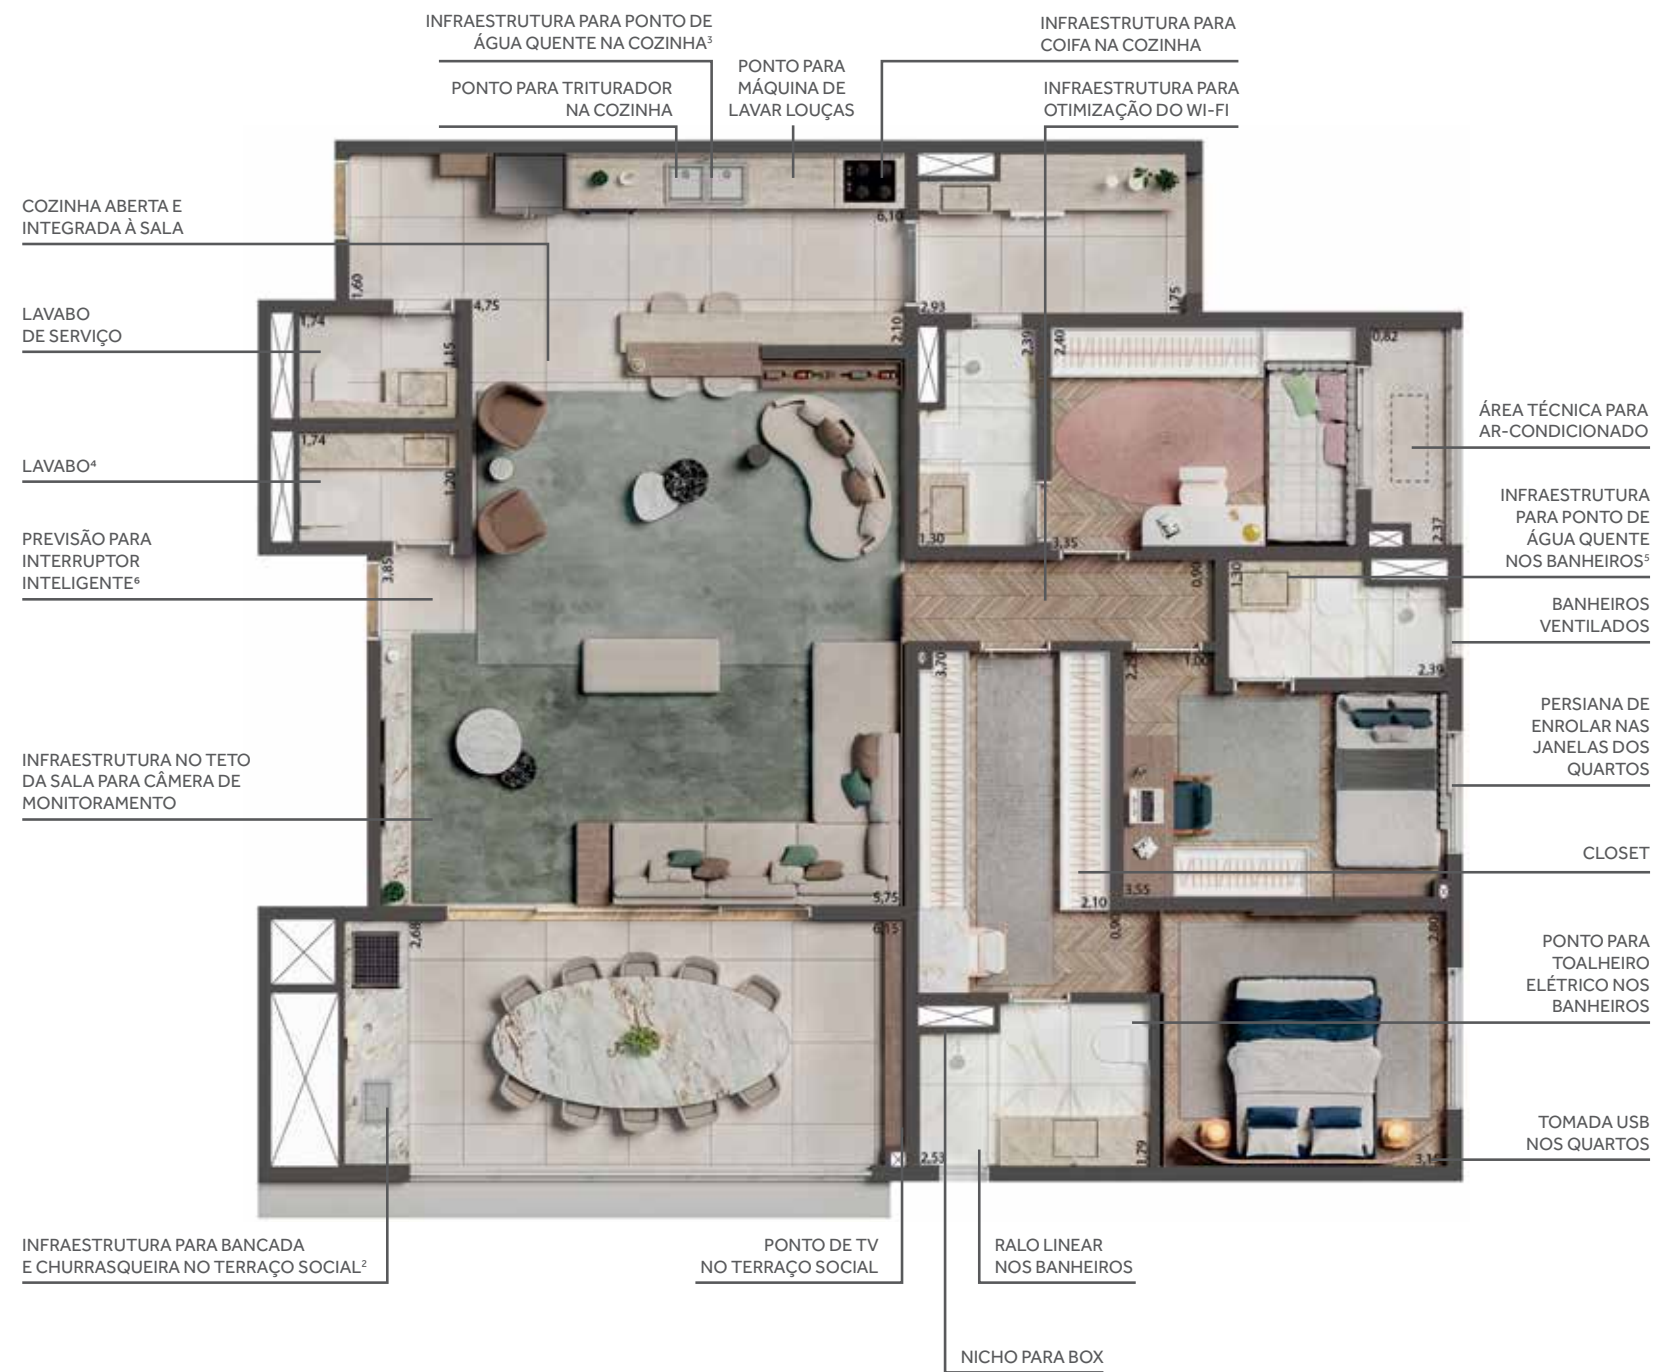 INFRAESTRUTURA PARA PONTO DE
ÁGUA QUENTE NA COZINHA³
PONTO PARA TRITURADOR
NA COZINHA
PONTO PARA
MÁQUINA DE
LAVAR LOUÇAS
INFRAESTRUTURA PARA
COIFA NA COZINHA
INFRAESTRUTURA PARA
OTIMIZAÇÃO DO WI-FI
COZINHA ABERTA E
INTEGRADA À SALA
LAVABO
DE SERVIÇO
LAVABO⁴
PREVISÃO PARA
INTERRUPTOR
INTELIGENTE⁶
INFRAESTRUTURA NO TETO
DA SALA PARA CÂMERA DE
MONITORAMENTO
6,10
1,60
4,75
2,10
2,93
1,75
1,74
1,15
1,74
1,20
2,39
2,40
0,82
1,30
3,35
2,37
3,85
0,90
1,30
3,70
1,00
2,39
5,75
3,55
2,10
0,90
2,68
6,15
2,80
2,53
1,79
ÁREA TÉCNICA PARA
AR-CONDICIONADO
INFRAESTRUTURA
PARA PONTO DE
ÁGUA QUENTE
NOS BANHEIROS⁵
BANHEIROS
VENTILADOS
PERSIANA DE
ENROLAR NAS
JANELAS DOS
QUARTOS
CLOSET
PONTO PARA
TOALHEIRO
ELÉTRICO NOS
BANHEIROS
TOMADA USB
NOS QUARTOS
INFRAESTRUTURA PARA BANCADA
E CHURRASQUEIRA NO TERRAÇO SOCIAL²
PONTO DE TV
NO TERRAÇO SOCIAL
RALO LINEAR
NOS BANHEIROS
NICHO PARA BOX